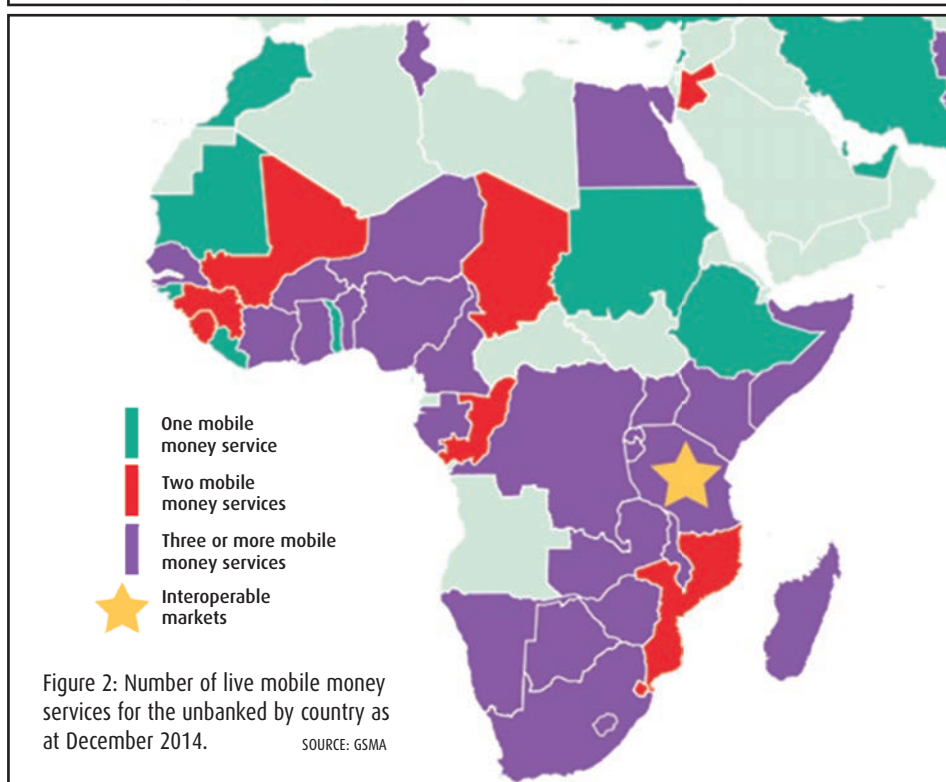 One mobile
money service
Two mobile
money services
Three or more mobile
money services
Interoperable
markets
Figure 2: Number of live mobile money
services for the unbanked by country as
at December 2014. SOURCE: GSMA